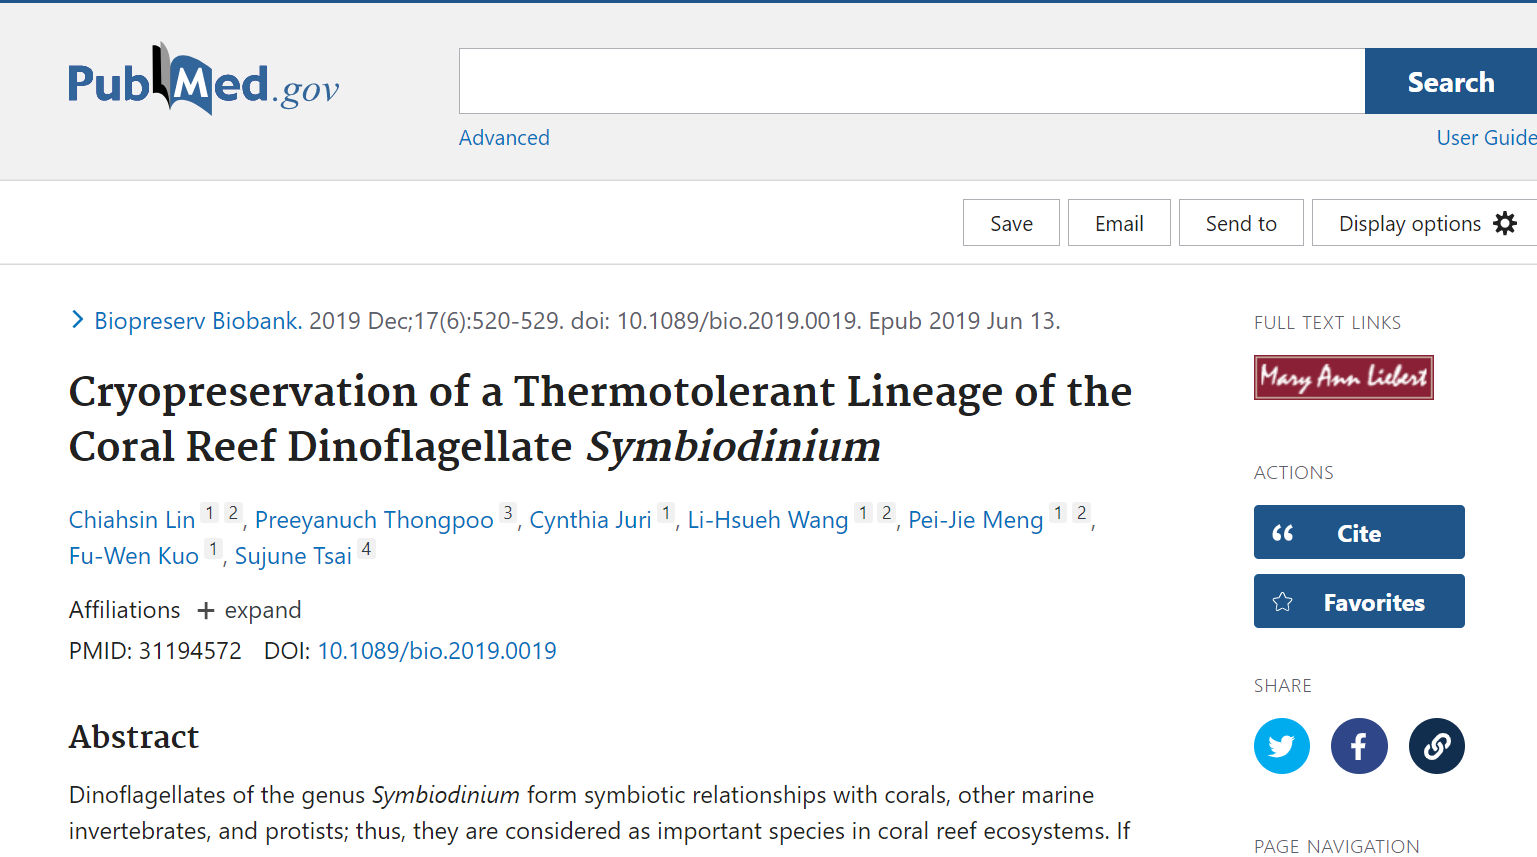 PubMed.gov
Search
Advanced
User Guide
Save
Email
Send to
Display options
Biopreserv Biobank. 2019 Dec;17(6):520-529. doi: 10.1089/bio.2019.0019. Epub 2019 Jun 13.
Cryopreservation of a Thermotolerant Lineage of the
Coral Reef Dinoflagellate Symbiodinium
Chiahsin Lin 1 2, Preeyanuch Thongpoo 3, Cynthia Juri 1, Li-Hsueh Wang 1 2, Pei-Jie Meng 1 2,
Fu-Wen Kuo 1, Sujune Tsai 4
Affiliations + expand
PMID: 31194572 DOI: 10.1089/bio.2019.0019
Abstract
Dinoflagellates of the genus Symbiodinium form symbiotic relationships with corals, other marine
invertebrates, and protists; thus, they are considered as important species in coral reef ecosystems. If
FULL TEXT LINKS
Mary Ann Liebert
ACTIONS
Cite
Favorites
SHARE
PAGE NAVIGATION